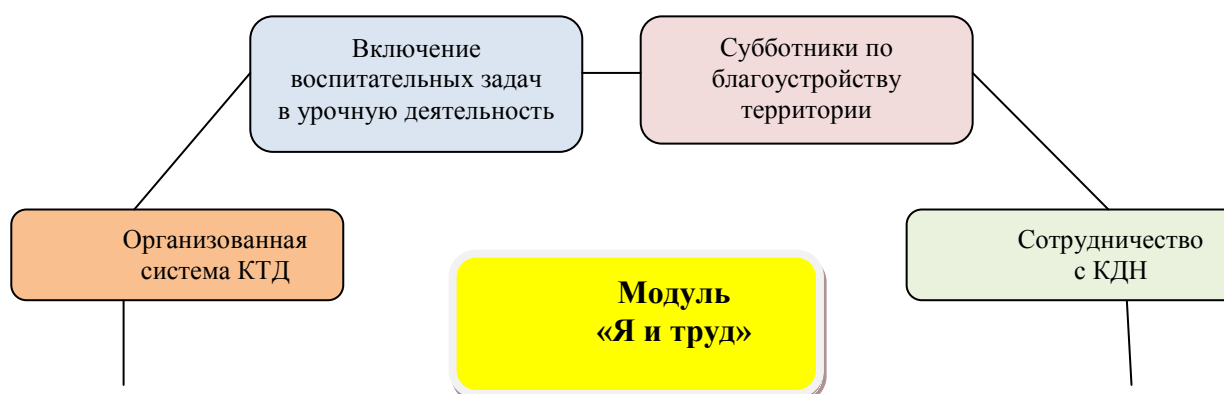 Включение
воспитательных задач
в урочную деятельность
Субботники по
благоустройству
территории
Организованная
система КТД
Сотрудничество
с КДН
Модуль
«Я и труд»